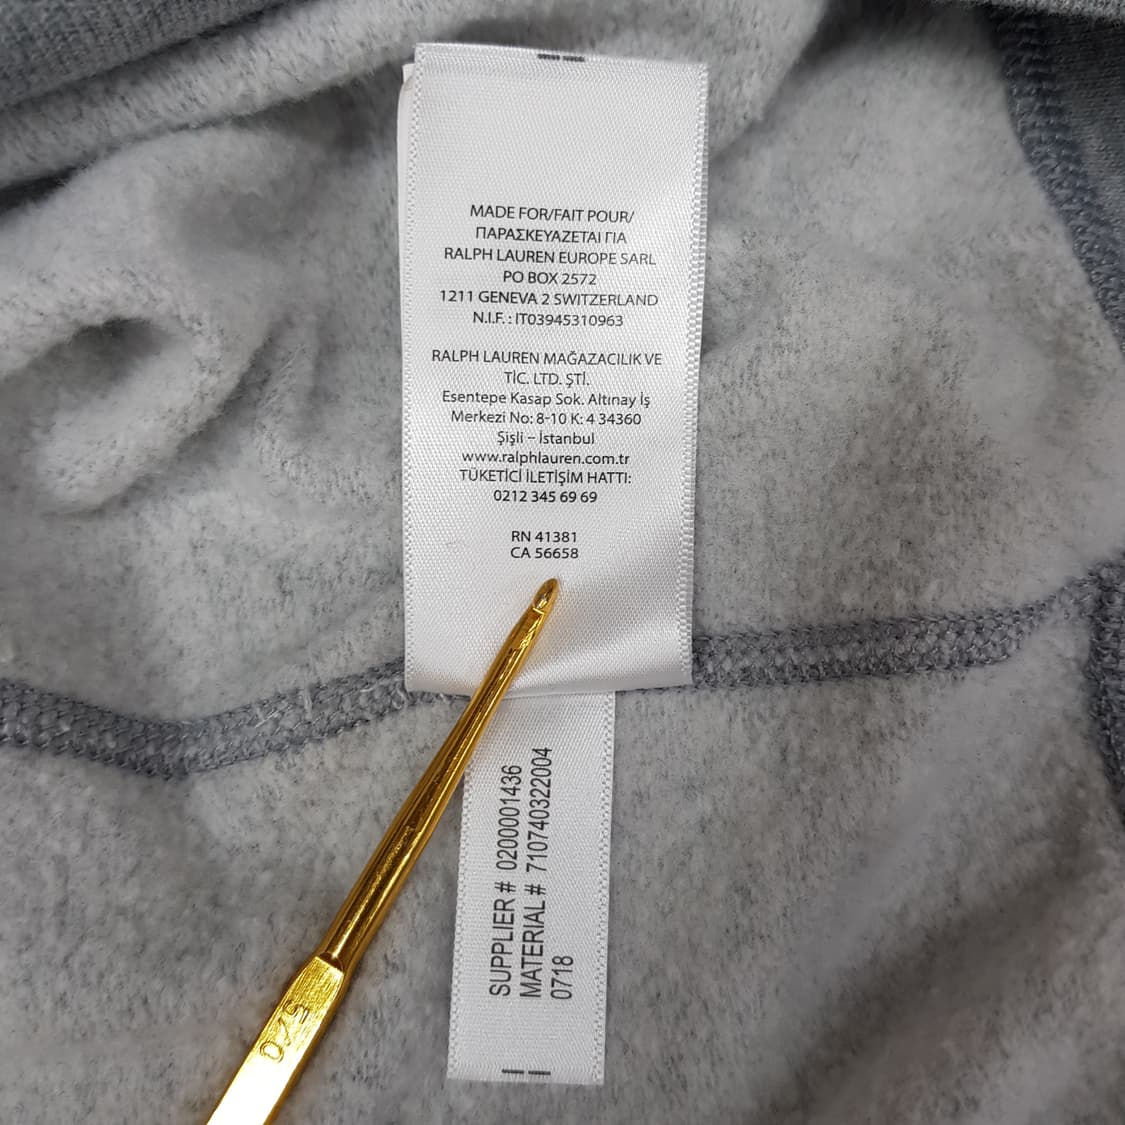 MADE FOR/FAIT POUR/
ΠΑΡΑΣΚΕΥΑΖΕΤΑΙ ΓΙΑ
RALPH LAUREN EUROPE SARL
PO BOX 2572
1211 GENEVA 2 SWITZERLAND
N.I.F. : IT03945310963
RALPH LAUREN MAĞAZACILIK VE
TİC. LTD. ŞTİ.
Esentepe Kasap Sok. Altınay İş
Merkezi No: 8-10 K: 4 34360
Şişli – İstanbul
www.ralphlauren.com.tr
TÜKETİCİ İLETİŞİM HATTI:
0212 345 69 69
RN 41381
CA 56658
SUPPLIER # 0200001436
MATERIAL # 710740322004
0718
5/0